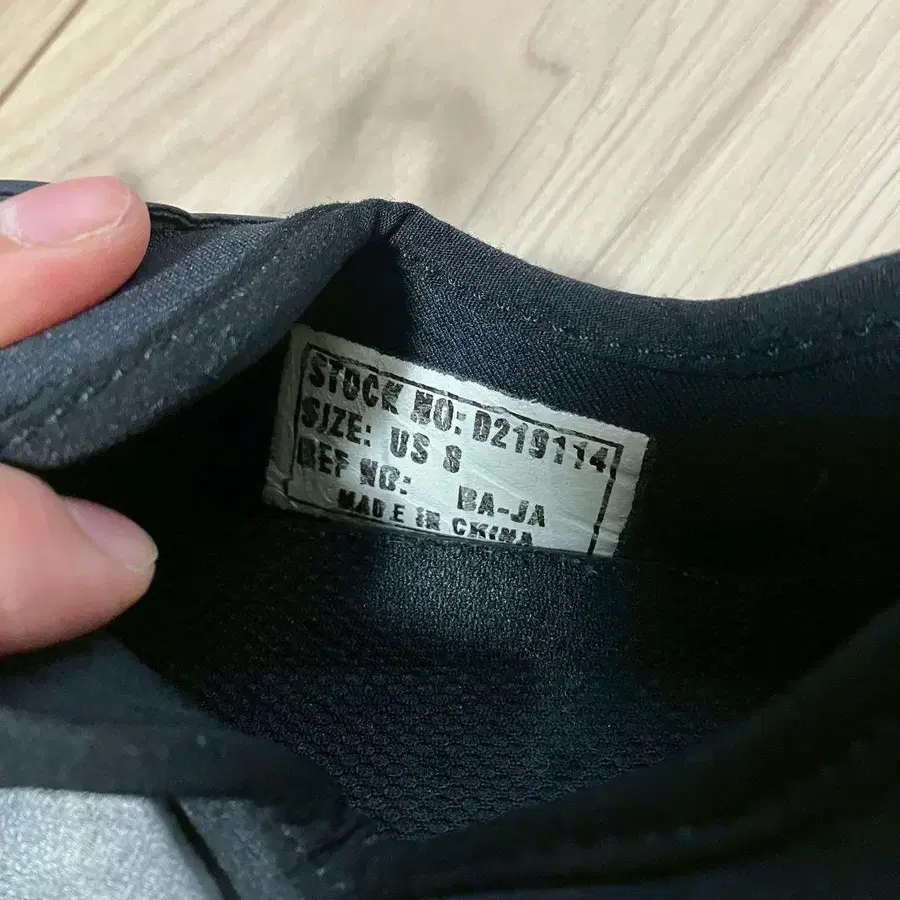 STOCK NO: D219114
SIZE: US 8
REF NO: BA-JA
MADE IN CHINA